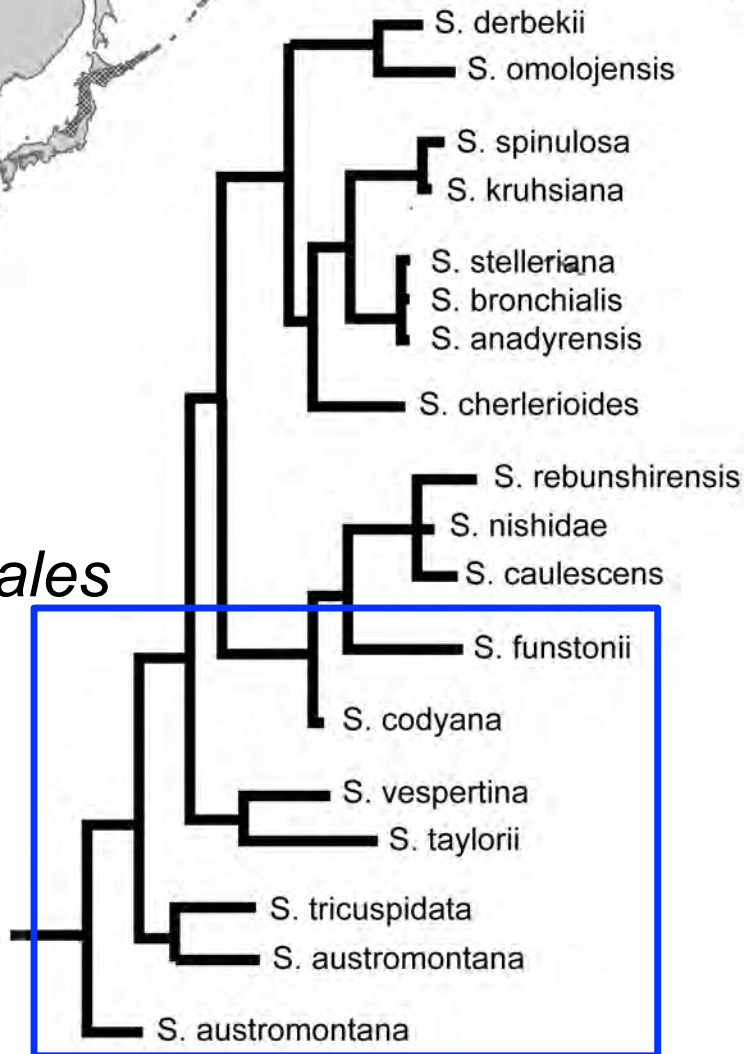 S. derbekii
S. omolojensis
S. spinulosa
S. kruhsiana
S. stelleriana
S. bronchialis
S. anadyrensis
S. cherlerioides
S. rebunshirensis
S. nishidae
S. caulescens
ales
S. funstonii
S. codyana
S. vespertina
S. taylorii
S. tricuspidata
S. austromontana
S. austromontana